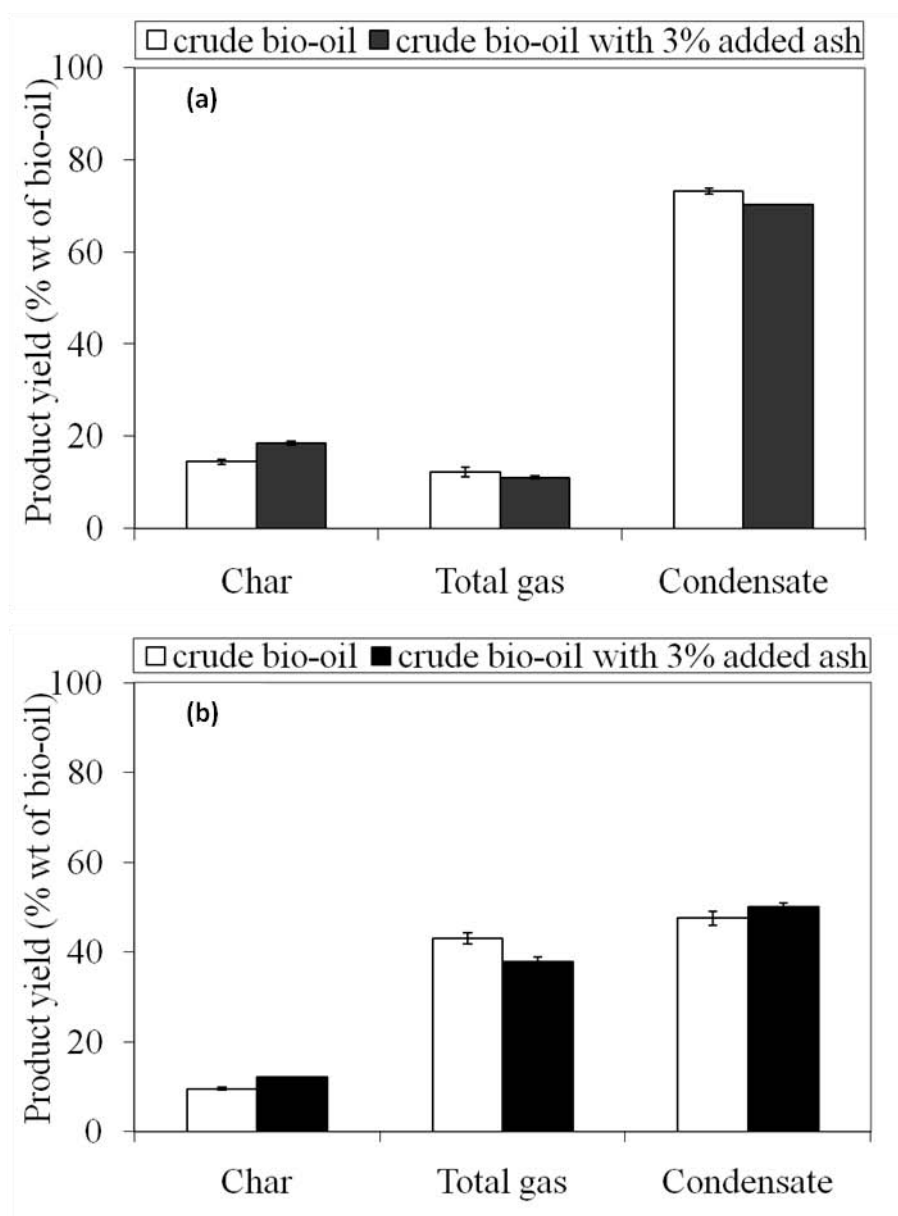 crude bio-oil crude bio-oil with 3% added ash
(a)
Product yield (% wt of bio-oil)
100
80
60
40
20
0
Char Total gas Condensate
crude bio-oil crude bio-oil with 3% added ash
(b)
Product yield (% wt of bio-oil)
100
80
60
40
20
0
Char Total gas Condensate